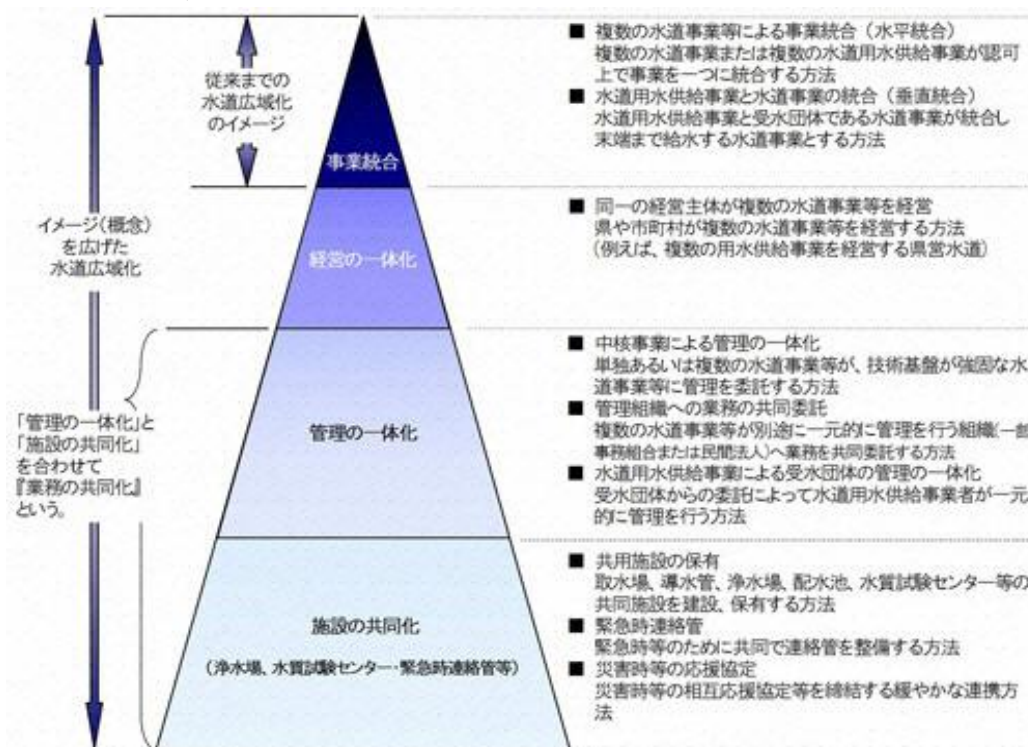 従来までの
水道広域化
のイメージ
イメージ(概念)
を広げた
水道広域化
「管理の一体化」と
「施設の共同化」
を合わせて
『業務の共同化』
という。
事業統合
経営の一体化
管理の一体化
施設の共同化
(浄水場、水質試験センター・緊急時連絡管等)
■ 複数の水道事業等による事業統合(水平統合)
複数の水道事業または複数の水道用水供給事業が認可
上で事業を一つに統合する方法
■ 水道用水供給事業と水道事業の統合(垂直統合)
水道用水供給事業と受水団体である水道事業が統合し
末端まで給水する水道事業とする方法
■ 同一の経営主体が複数の水道事業等を経営
県や市町村が複数の水道事業等を経営する方法
(例えば、複数の用水供給事業を経営する県営水道)
■ 中核事業による管理の一体化
単独あるいは複数の水道事業等が、技術基盤が強固な水
道事業等に管理を委託する方法
■ 管理組織への業務の共同委託
複数の水道事業等が別途に一元的に管理を行う組織(一部
事務組合または民間法人)へ業務を共同委託する方法
■ 水道用水供給事業による受水団体の管理の一体化
受水団体からの委託によって水道用水供給事業者が一元
的に管理を行う方法
■ 共用施設の保有
取水場、導水管、浄水場、配水池、水質試験センター等の
共同施設を建設、保有する方法
■ 緊急時連絡管
緊急時等のために共同で連絡管を整備する方法
■ 災害時等の応援協定
災害時等の相互応援協定等を締結する緩やかな連携方
法